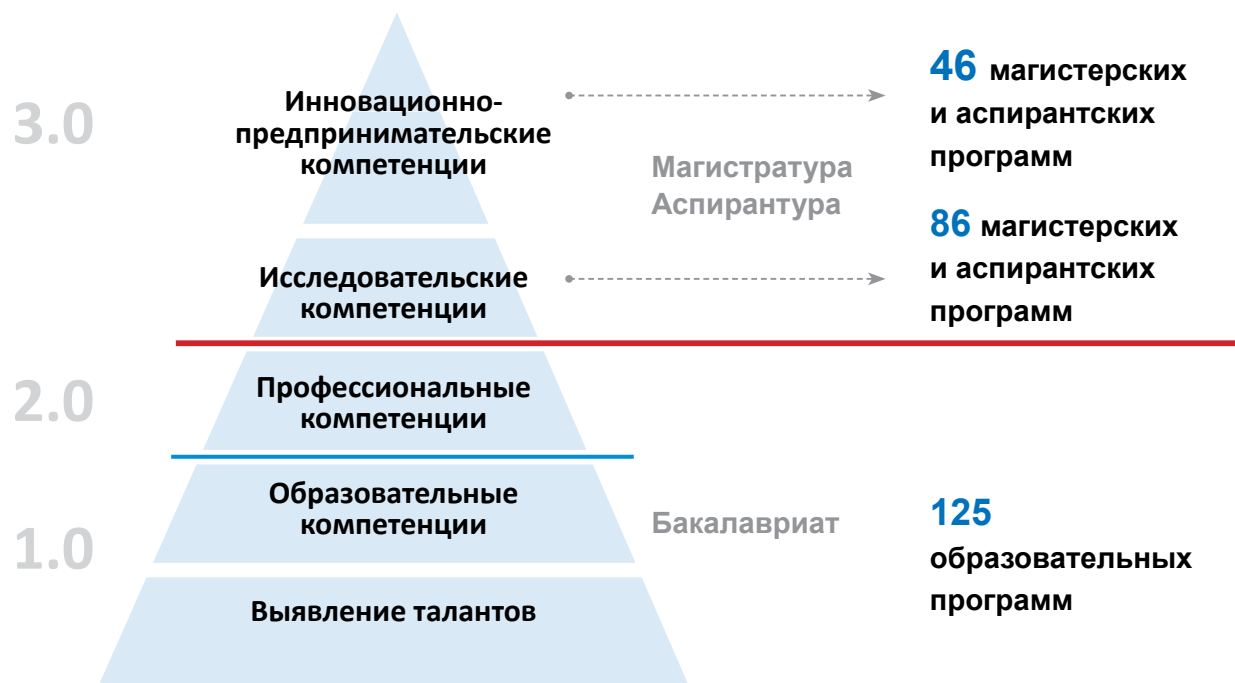 3.0
Инновационно-
предпринимательские
компетенции
46 магистерских
и аспирантских
программ
Магистратура
Аспирантура
Исследовательские
компетенции
86 магистерских
и аспирантских
программ
2.0
Профессиональные
компетенции
1.0
Образовательные
компетенции
Бакалавриат
125
образовательных
программ
Выявление талантов